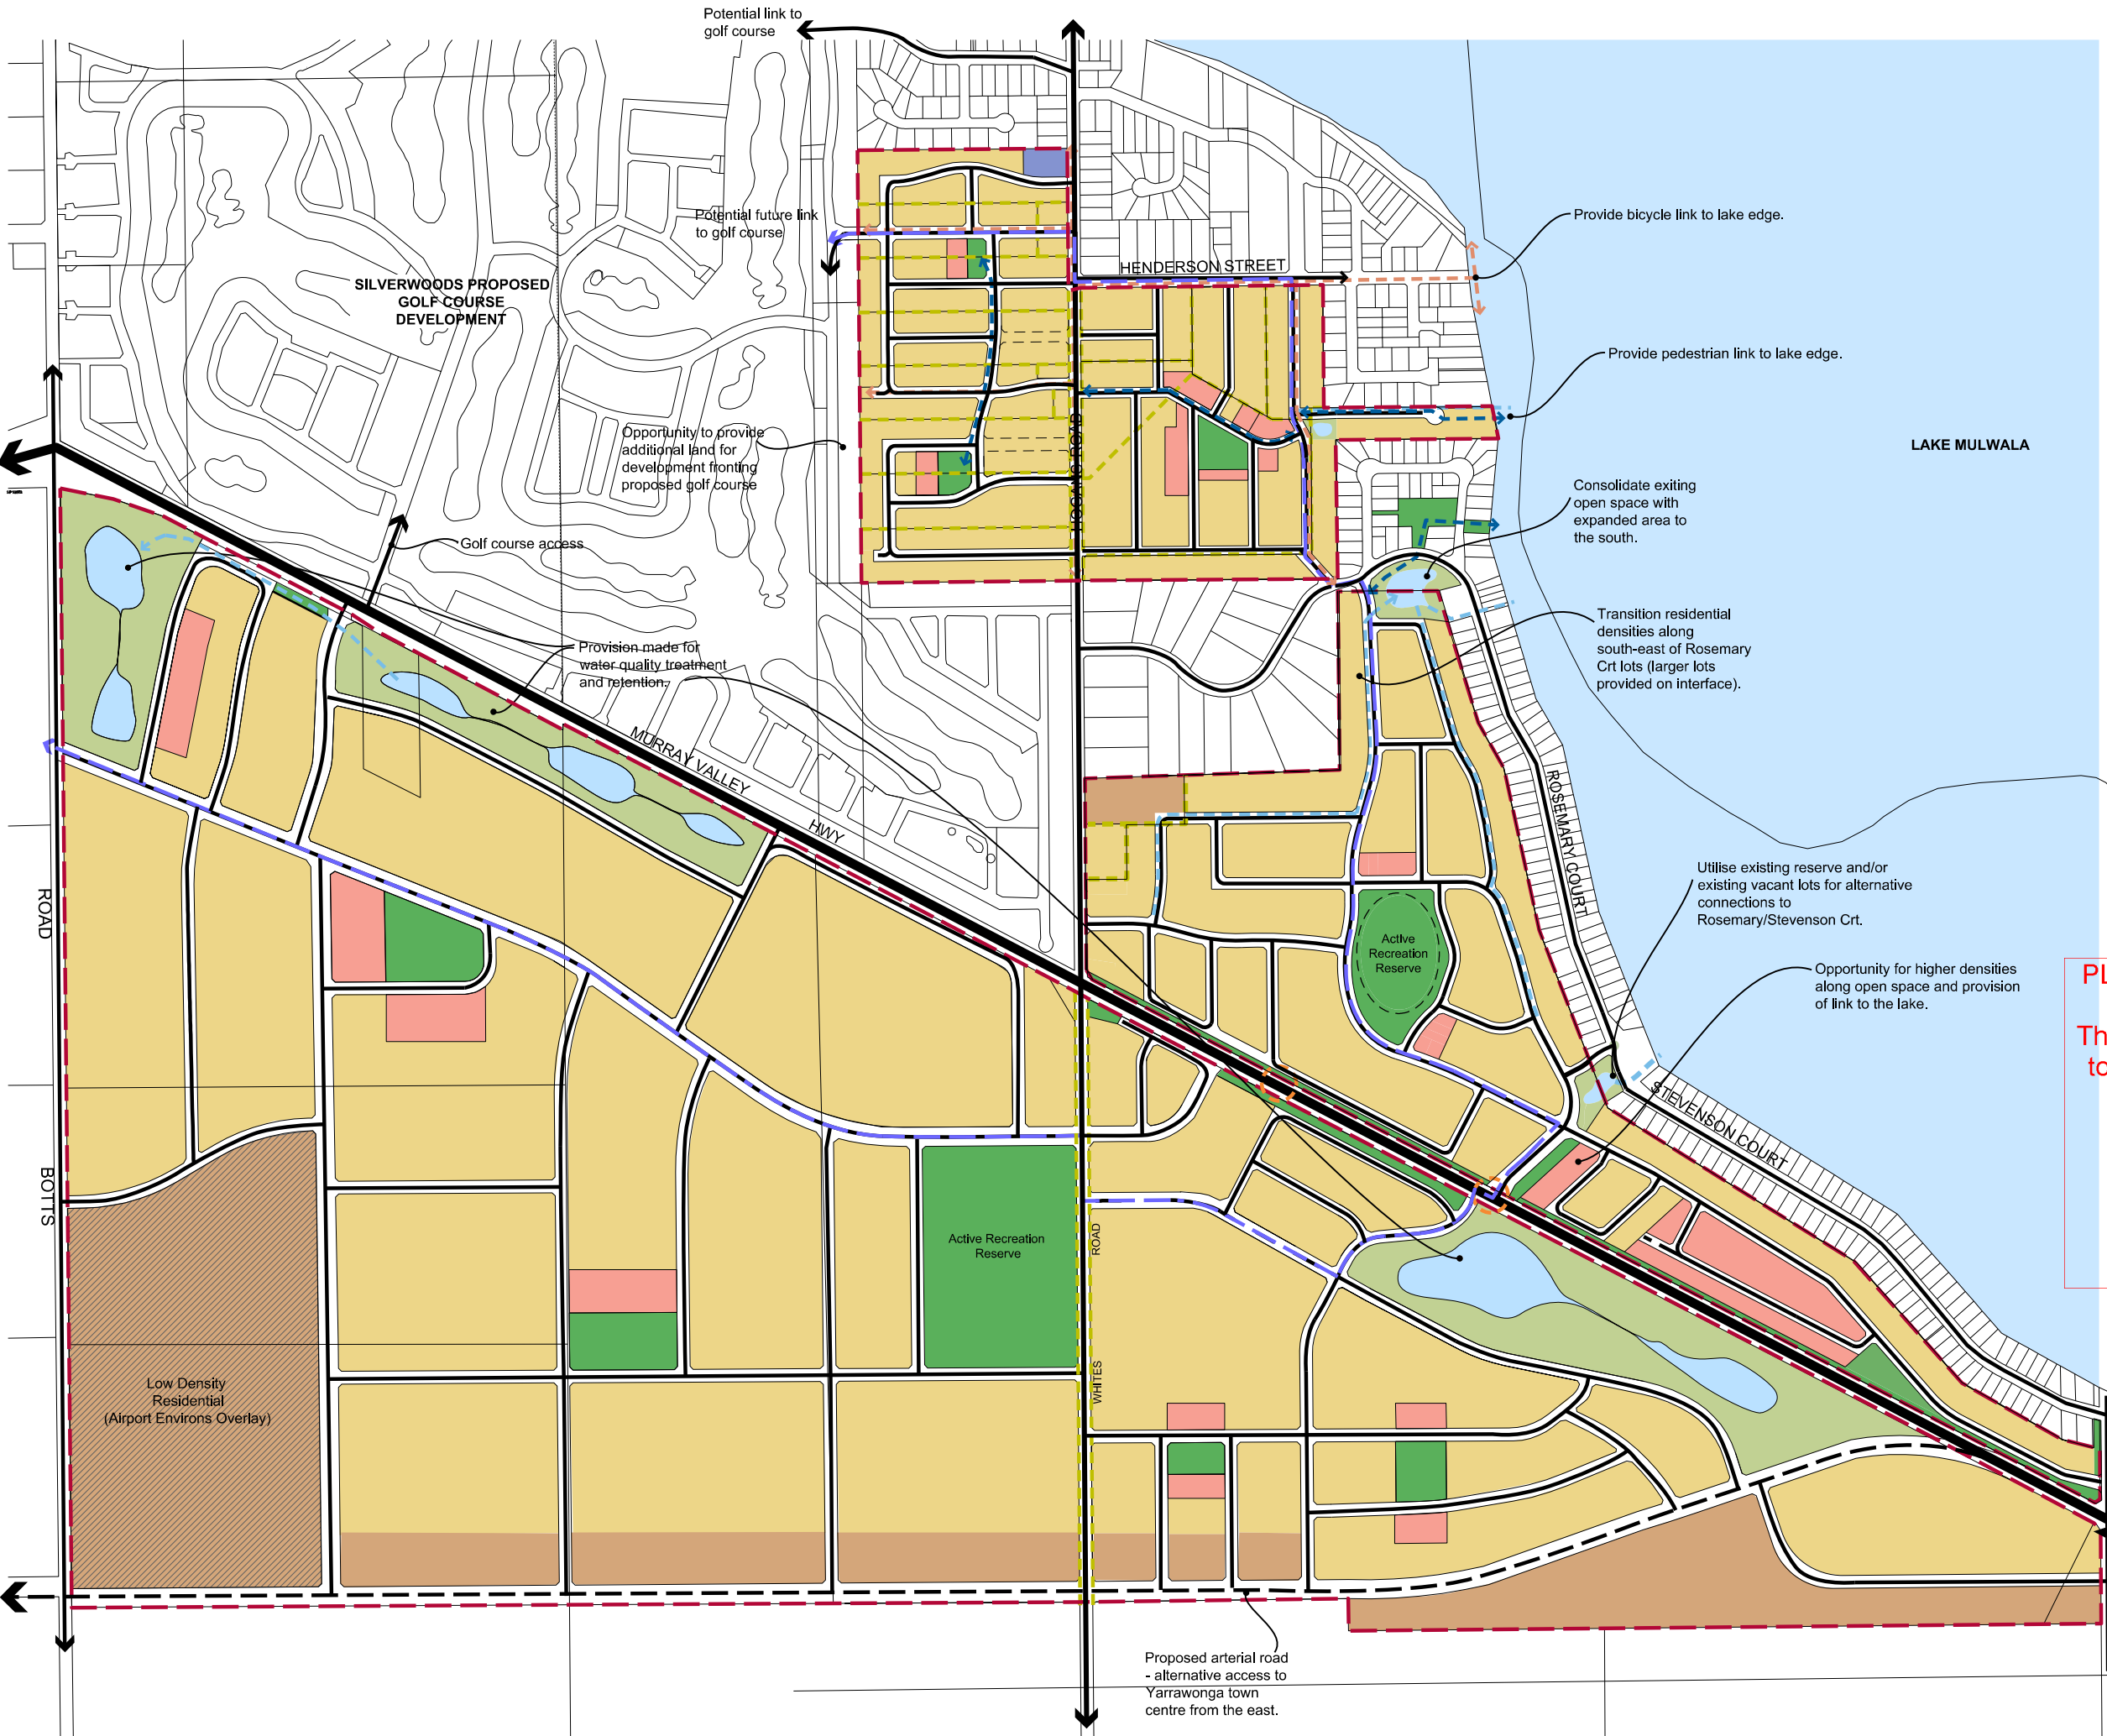 Potential link to
golf course
Potential future link
to golf course
SILVERWOODS PROPOSED
GOLF COURSE
DEVELOPMENT
HENDERSON STREET
Provide bicycle link to lake edge.
Provide pedestrian link to lake edge.
LAKE MULWALA
Opportunity to provide
additional land for
development fronting
proposed golf course
HOGANS ROAD
Consolidate exiting
open space with
expanded area to
the south.
Golf course access
Transition residential
densities along
south-east of Rosemary
Crt lots (larger lots
provided on interface).
Provision made for
water quality treatment
and retention.
MURRAY VALLEY
HWY
ROSEMARY COURT
Utilise existing reserve and/or
existing vacant lots for alternative
connections to
Rosemary/Stevenson Crt.
Active
Recreation
Reserve
Opportunity for higher densities
along open space and provision
of link to the lake.
PL
Th
to
ROAD
BOTTS
STEVENSON COURT
Active Recreation
Reserve
ROAD
WHITES
Low Density
Residential
(Airport Environs Overlay)
Proposed arterial road
- alternative access to
Yarrawonga town
centre from the east.